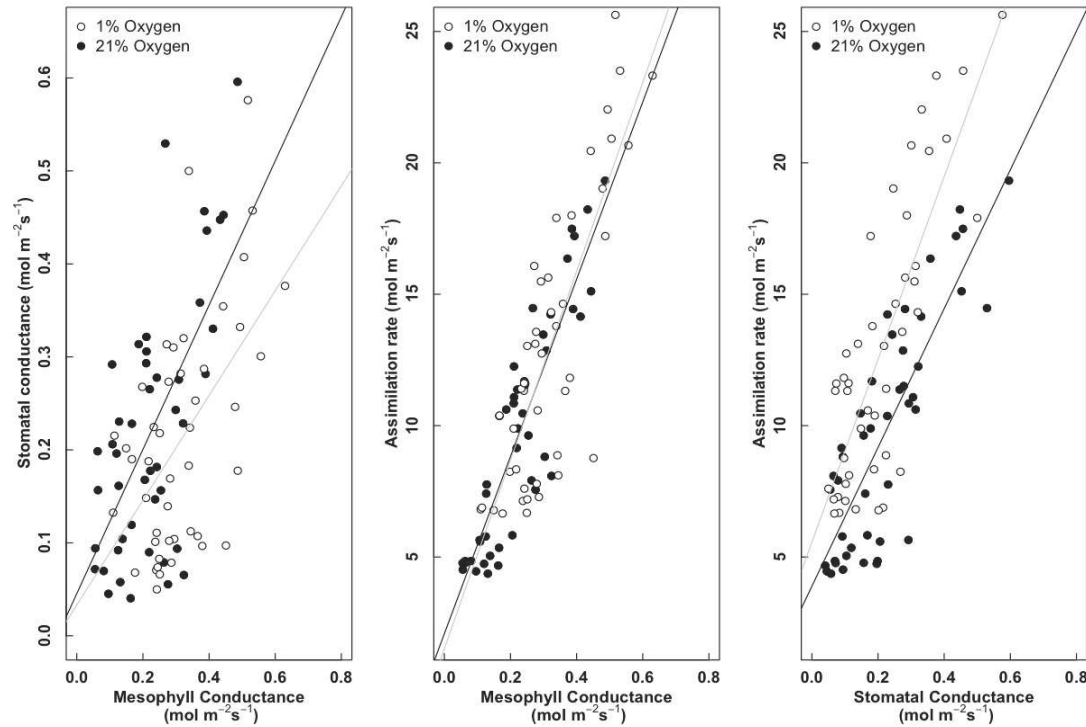 1% Oxygen
21% Oxygen
0.6
0.5
0.4
0.3
0.2
0.1
0.0
Stomatal conductance (mol m⁻²s⁻¹)
0.0 0.2 0.4 0.6 0.8
Mesophyll Conductance
(mol m⁻²s⁻¹)
1% Oxygen
21% Oxygen
25
20
15
10
5
Assimilation rate (mol m⁻²s⁻¹)
0.0 0.2 0.4 0.6 0.8
Mesophyll Conductance
(mol m⁻²s⁻¹)
1% Oxygen
21% Oxygen
25
20
15
10
5
Assimilation rate (mol m⁻²s⁻¹)
0.0 0.2 0.4 0.6 0.8
Stomatal Conductance
(mol m⁻²s⁻¹)